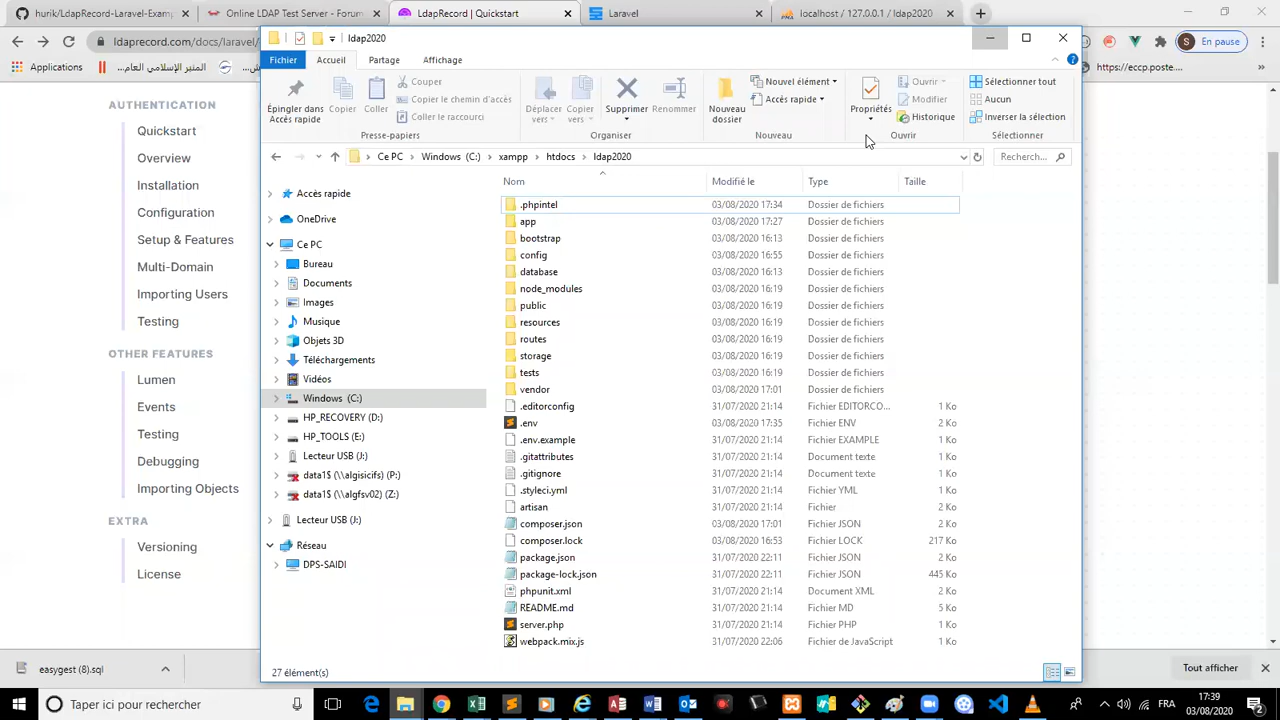 hurik/LdapRecord-Laravel-Examp
Online LDAP Test Server - Forum
LdapRecord | Quickstart
Laravel
localhost / 127.0.0.1 / ldap2020
ldaprecord.com/docs/laravel/
S En pause
Applications
المنبر الإسلامي العام...
https://eccp.poste....
ldap2020
Fichier
Accueil
Partage
Affichage
Épingler dans
Accès rapide
Copier
Coller
Couper
Copier le chemin d'accès
Coller le raccourci
Presse-papiers
Déplacer
vers
Copier
vers
Supprimer
Renommer
Organiser
Nouveau
dossier
Nouvel élément
Accès rapide
Nouveau
Propriétés
Ouvrir
Modifier
Historique
Ouvrir
Sélectionner tout
Aucun
Inverser la sélection
Sélectionner
Ce PC
Windows (C:)
xampp
htdocs
ldap2020
Recherch...
AUTHENTICATION
Quickstart
Overview
Installation
Configuration
Setup & Features
Multi-Domain
Importing Users
Testing
OTHER FEATURES
Lumen
Events
Testing
Debugging
Importing Objects
EXTRA
Versioning
License
Accès rapide
OneDrive
Ce PC
Bureau
Documents
Images
Musique
Objets 3D
Téléchargements
Vidéos
Windows (C:)
HP_RECOVERY (D:)
HP_TOOLS (E:)
Lecteur USB (J:)
data1$ (\\algisicifs) (P:)
data1$ (\\algfsv02) (Z:)
Lecteur USB (J:)
Réseau
DPS-SAIDI
Nom Modifié le Type Taille
.phpintel 03/08/2020 17:34 Dossier de fichiers
app 03/08/2020 17:27 Dossier de fichiers
bootstrap 03/08/2020 16:13 Dossier de fichiers
config 03/08/2020 16:55 Dossier de fichiers
database 03/08/2020 16:13 Dossier de fichiers
node_modules 03/08/2020 16:19 Dossier de fichiers
public 03/08/2020 16:19 Dossier de fichiers
resources 03/08/2020 16:19 Dossier de fichiers
routes 03/08/2020 16:19 Dossier de fichiers
storage 03/08/2020 16:19 Dossier de fichiers
tests 03/08/2020 16:19 Dossier de fichiers
vendor 03/08/2020 17:01 Dossier de fichiers
.editorconfig 31/07/2020 21:14 Fichier EDITORCO... 1 Ko
.env 03/08/2020 17:35 Fichier ENV 2 Ko
.env.example 31/07/2020 21:14 Fichier EXAMPLE 1 Ko
.gitattributes 31/07/2020 21:14 Document texte 1 Ko
.gitignore 31/07/2020 21:14 Document texte 1 Ko
.styleci.yml 31/07/2020 21:14 Fichier YML 1 Ko
artisan 31/07/2020 21:14 Fichier 2 Ko
composer.json 03/08/2020 17:01 Fichier JSON 2 Ko
composer.lock 03/08/2020 16:53 Fichier LOCK 217 Ko
package.json 31/07/2020 22:11 Fichier JSON 2 Ko
package-lock.json 31/07/2020 22:11 Fichier JSON 445 Ko
phpunit.xml 31/07/2020 21:14 Document XML 2 Ko
README.md 31/07/2020 21:14 Fichier MD 5 Ko
server.php 31/07/2020 21:14 Fichier PHP 1 Ko
webpack.mix.js 31/07/2020 22:06 Fichier de JavaScript 1 Ko
27 élément(s)
easygest (8).sql
Tout afficher
Taper ici pour rechercher
FRA
17:39
03/08/2020